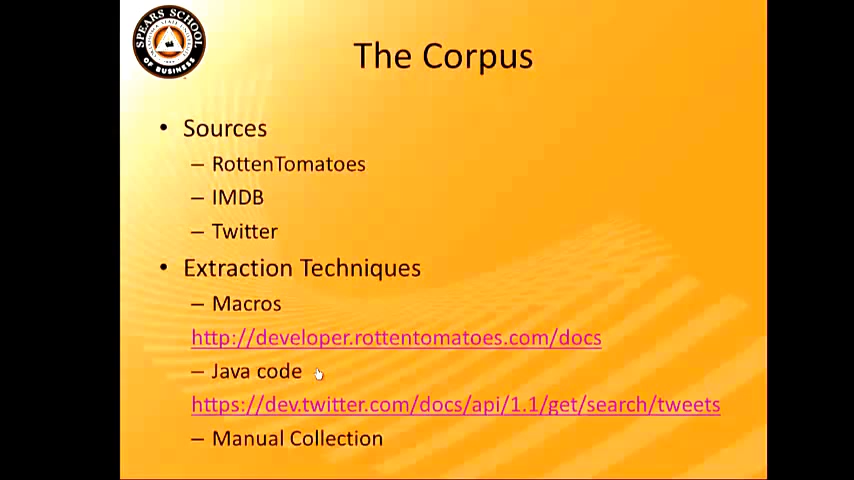 SPEARS SCHOOL
OF BUSINESS
The Corpus
• Sources
– RottenTomatoes
– IMDB
– Twitter
• Extraction Techniques
– Macros
http://developer.rottentomatoes.com/docs
– Java code
https://dev.twitter.com/docs/api/1.1/get/search/tweets
– Manual Collection